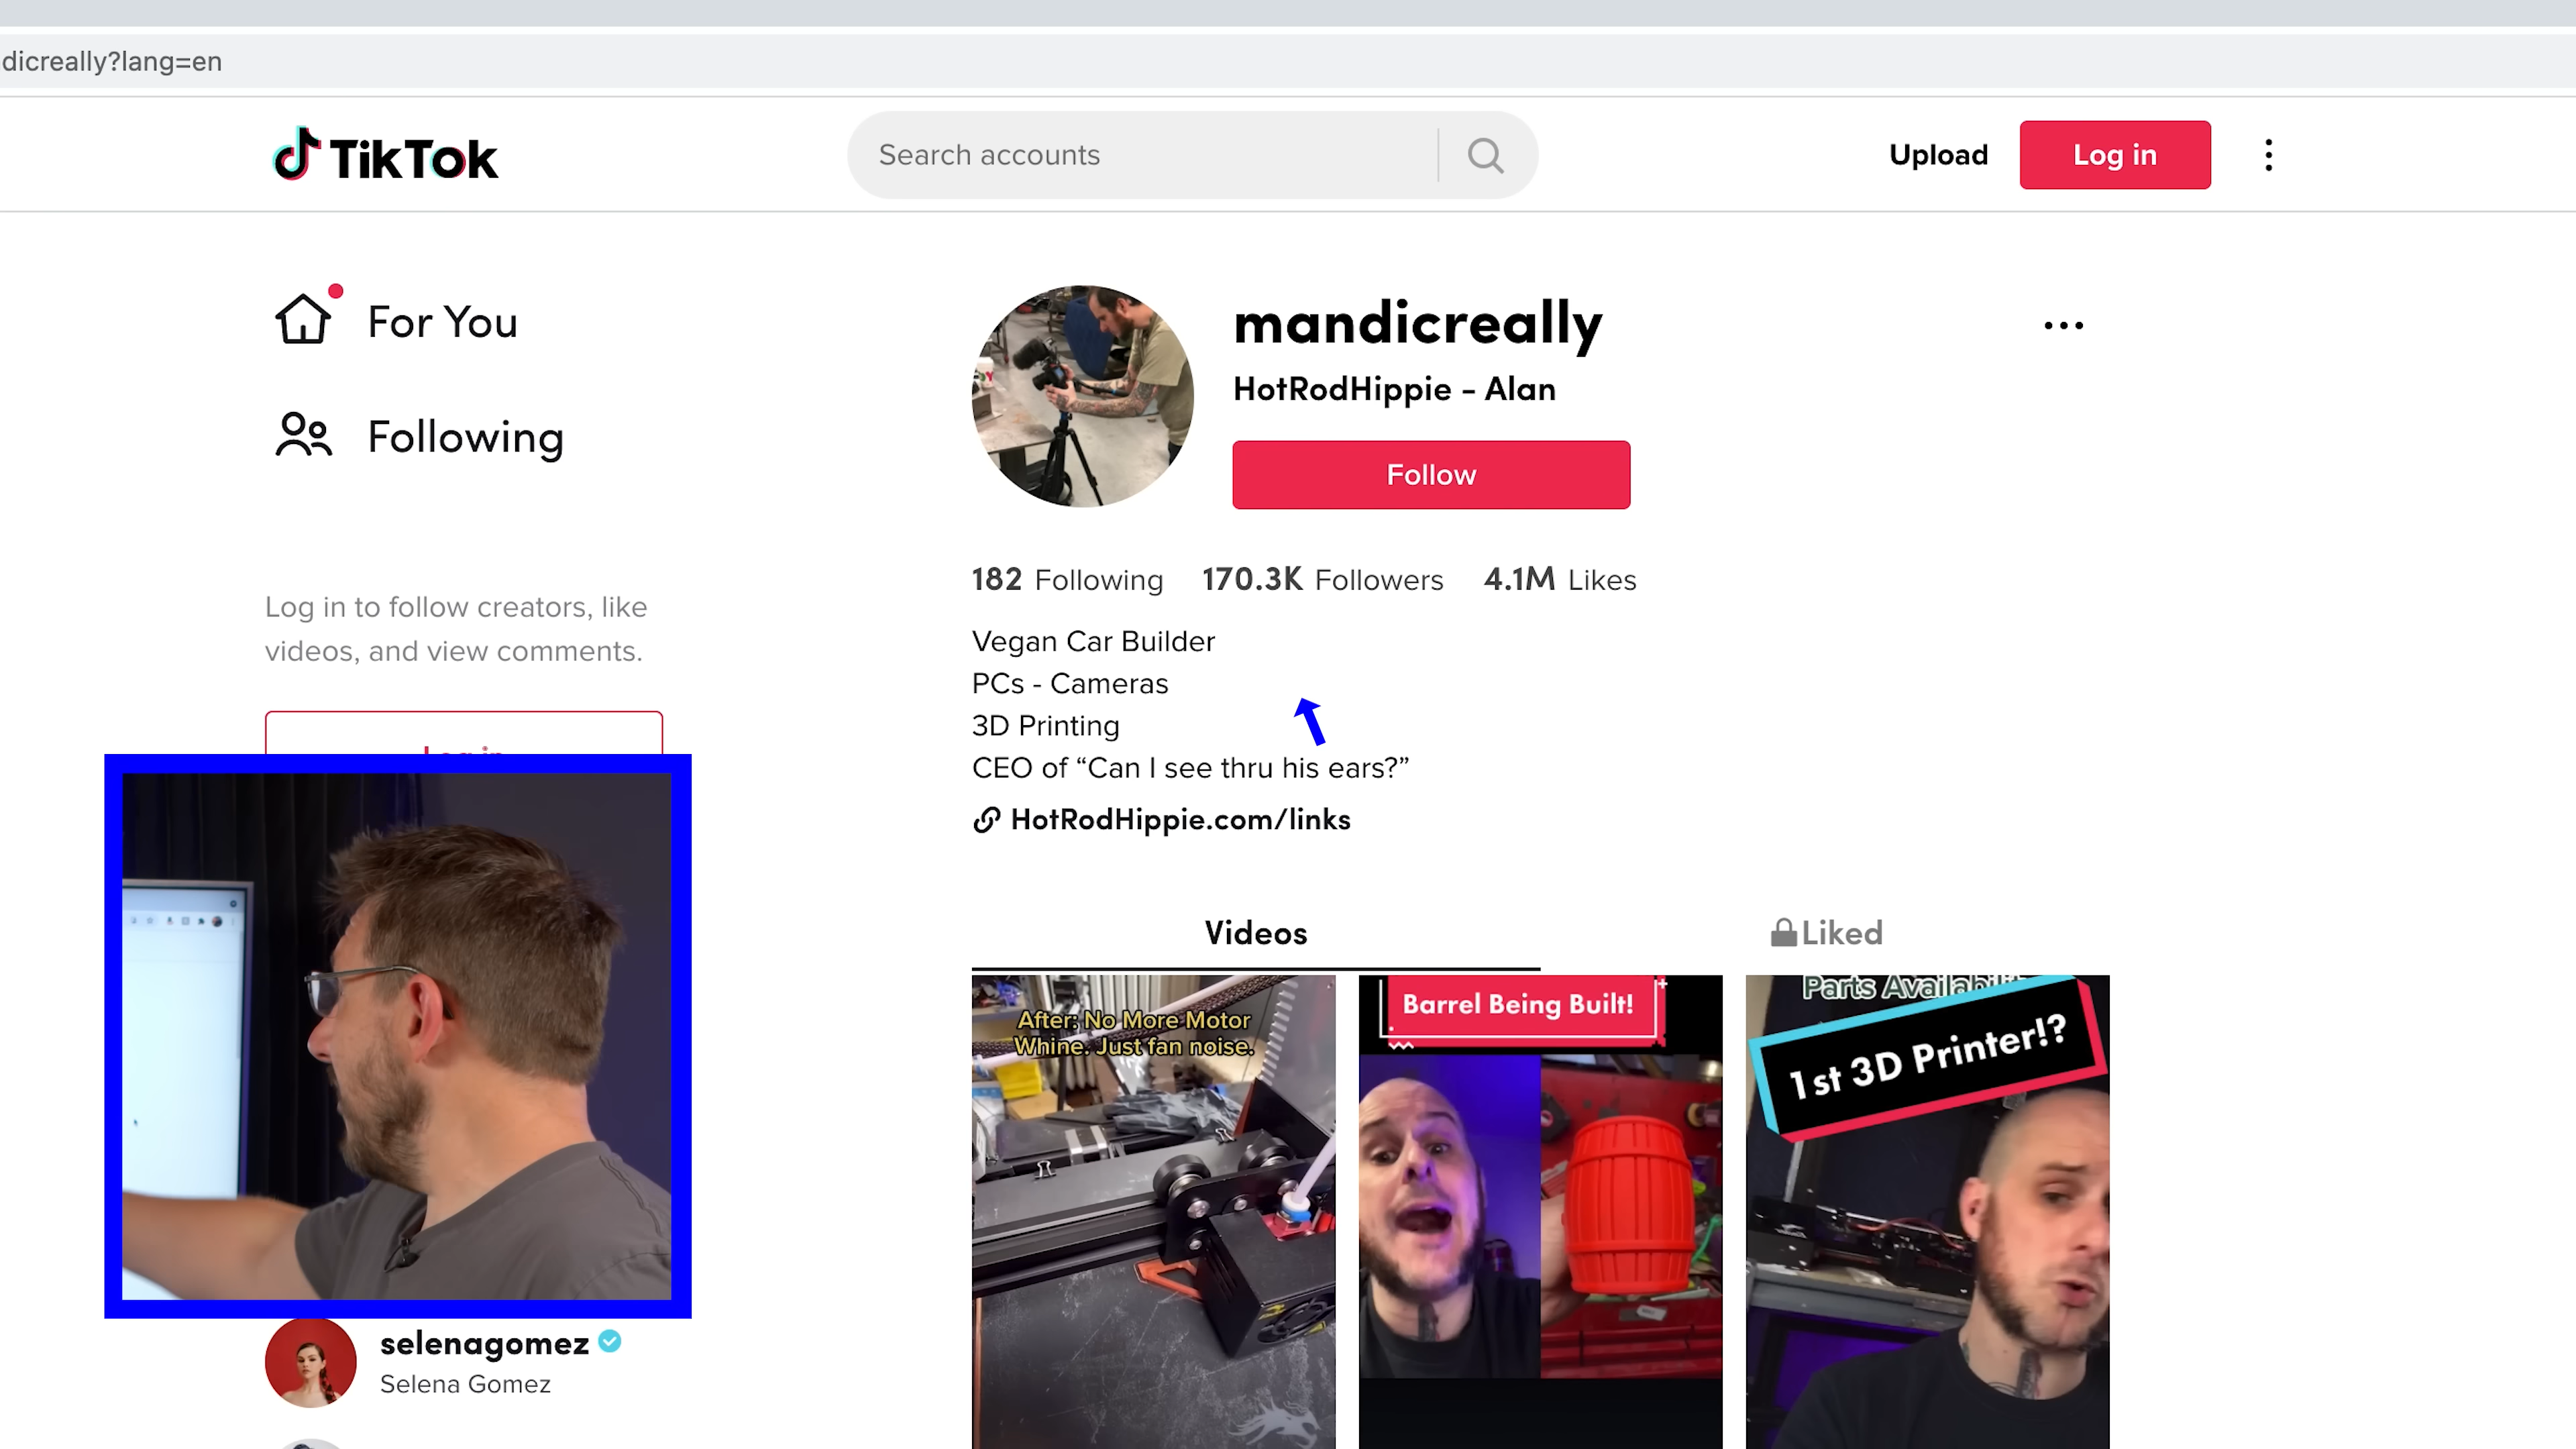 dicreally?lang=en
TikTok
Search accounts
Upload
Log in
For You
Following
Log in to follow creators, like
videos, and view comments.
Log in
mandicreally
HotRodHippie - Alan
Follow
182 Following 170.3K Followers 4.1M Likes
Vegan Car Builder
PCs - Cameras
3D Printing
CEO of “Can I see thru his ears?”
HotRodHippie.com/links
Videos
Liked
After: No More Motor
Whine. Just fan noise.
Barrel Being Built!
Parts
1st 3D Printer!?
selenagomez
Selena Gomez